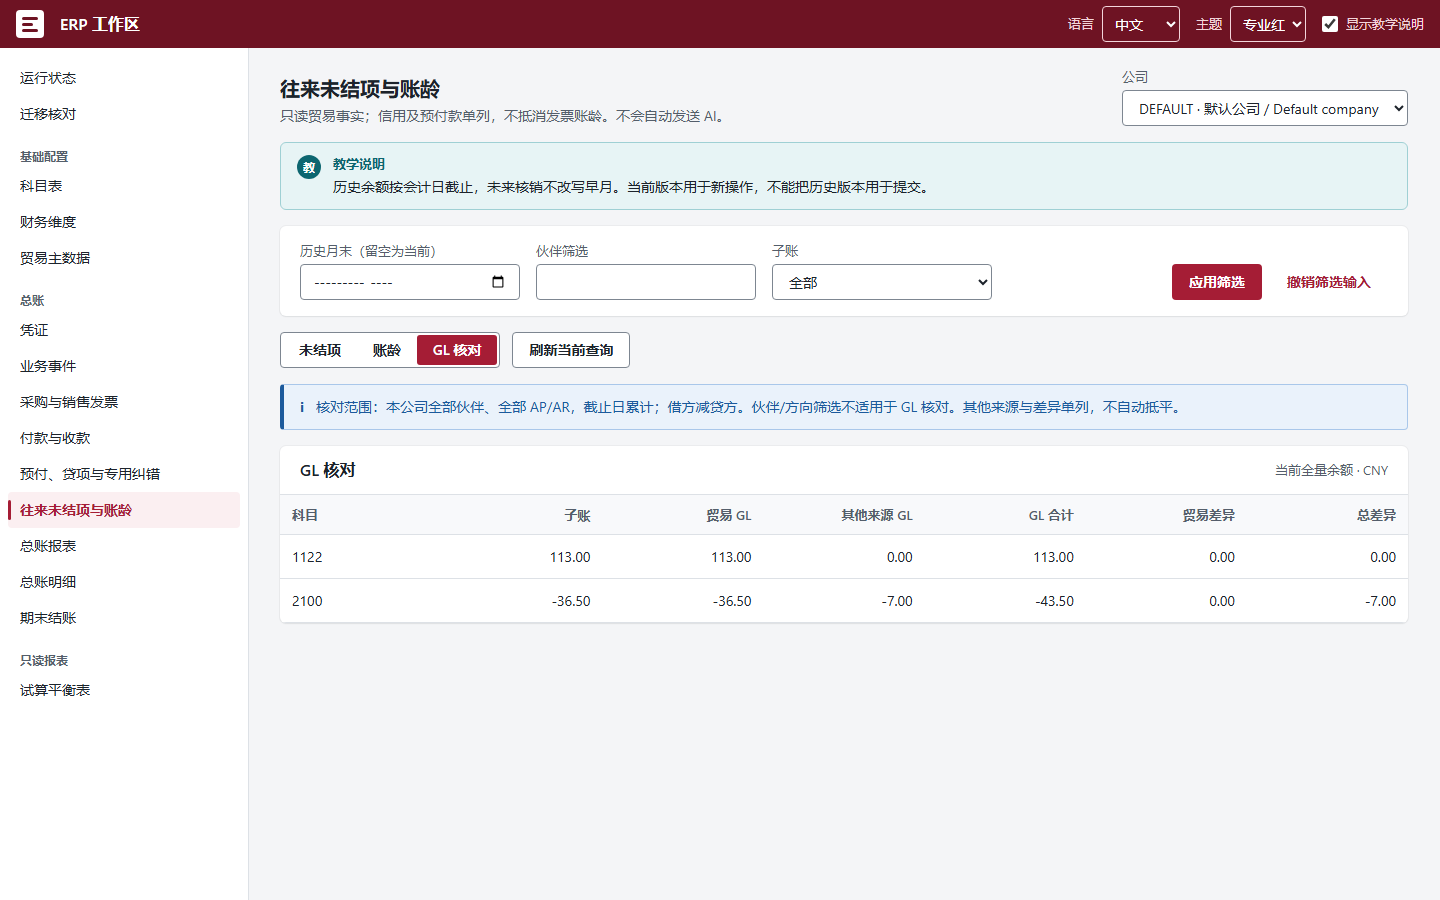 ERP 工作区
语言 中文 主题 专业红 显示教学说明
运行状态
迁移核对
基础配置
科目表
财务维度
贸易主数据
总账
凭证
业务事件
采购与销售发票
付款与收款
预付、贷项与专用纠错
往来未结项与账龄
总账报表
总账明细
期末结账
只读报表
试算平衡表
往来未结项与账龄
只读贸易事实；信用及预付款单列，不抵消发票账龄。不会自动发送 AI。
公司
DEFAULT · 默认公司 / Default company
教 教学说明
历史余额按会计日截止，未来核销不改写早月。当前版本用于新操作，不能把历史版本用于提交。
历史月末（留空为当前） 伙伴筛选 子账
--------- ---- 全部 应用筛选 撤销筛选输入
未结项 账龄 GL 核对 刷新当前查询
i 核对范围：本公司全部伙伴、全部 AP/AR，截止日累计；借方减贷方。伙伴/方向筛选不适用于 GL 核对。其他来源与差异单列，不自动抵平。
GL 核对 当前全量余额 · CNY
科目 子账 贸易 GL 其他来源 GL GL 合计 贸易差异 总差异
1122 113.00 113.00 0.00 113.00 0.00 0.00
2100 -36.50 -36.50 -7.00 -43.50 0.00 -7.00